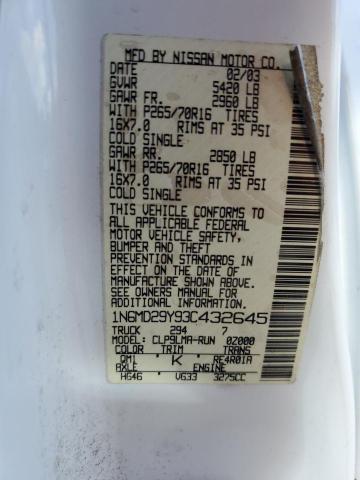 MFD BY NISSAN MOTOR CO.
DATE 02/03
GVWR 5420 LB
GAWR FR. 2960 LB
WITH P265/70R16 TIRES
16X7.0 RIMS AT 35 PSI
COLD SINGLE
GAWR RR. 2850 LB
WITH P265/70R16 TIRES
16X7.0 RIMS AT 35 PSI
COLD SINGLE
THIS VEHICLE CONFORMS TO
ALL APPLICABLE FEDERAL
MOTOR VEHICLE SAFETY,
BUMPER AND THEFT
PREVENTION STANDARDS
IN EFFECT ON THE DATE OF
MANUFACTURE SHOWN ABOVE.
SEE OWNERS MANUAL FOR
ADDITIONAL INFORMATION.
1N6MD29Y93C432645
TRUCK 294 7
MODEL: CLP9LMA-RUN 0Z000
COLOR TRIM TRANS
QM1 K RE4R01A
AXLE ENGINE
HG46 VG33 3275CC